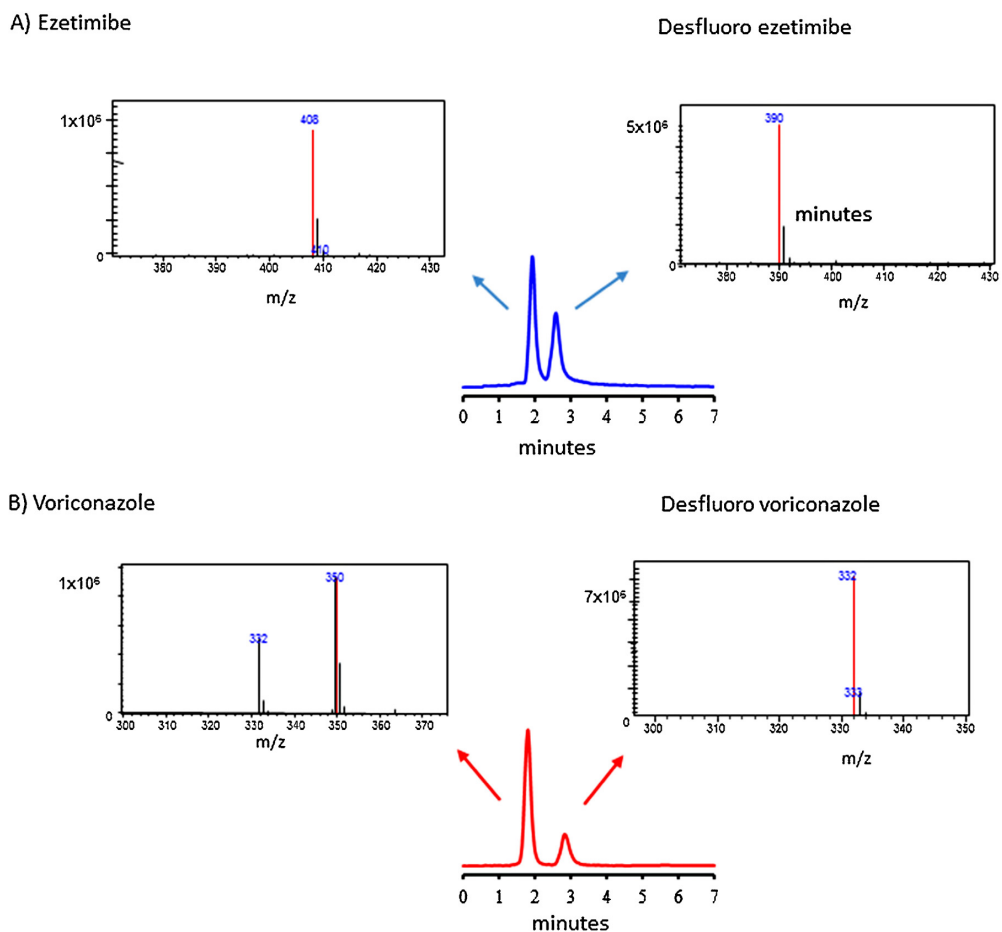 A) Ezetimibe
Desfluoro ezetimibe
1x10⁶
408
410
0
380 390 400 410 420 430
m/z
5x10⁶
390
minutes
0
380 390 400 410 420 430
m/z
0 1 2 3 4 5 6 7
minutes
B) Voriconazole
Desfluoro voriconazole
1x10⁶
350
332
0
300 310 320 330 340 350 360 370
m/z
7x10⁶
332
333
0
300 310 320 330 340 350
m/z
0 1 2 3 4 5 6 7
minutes